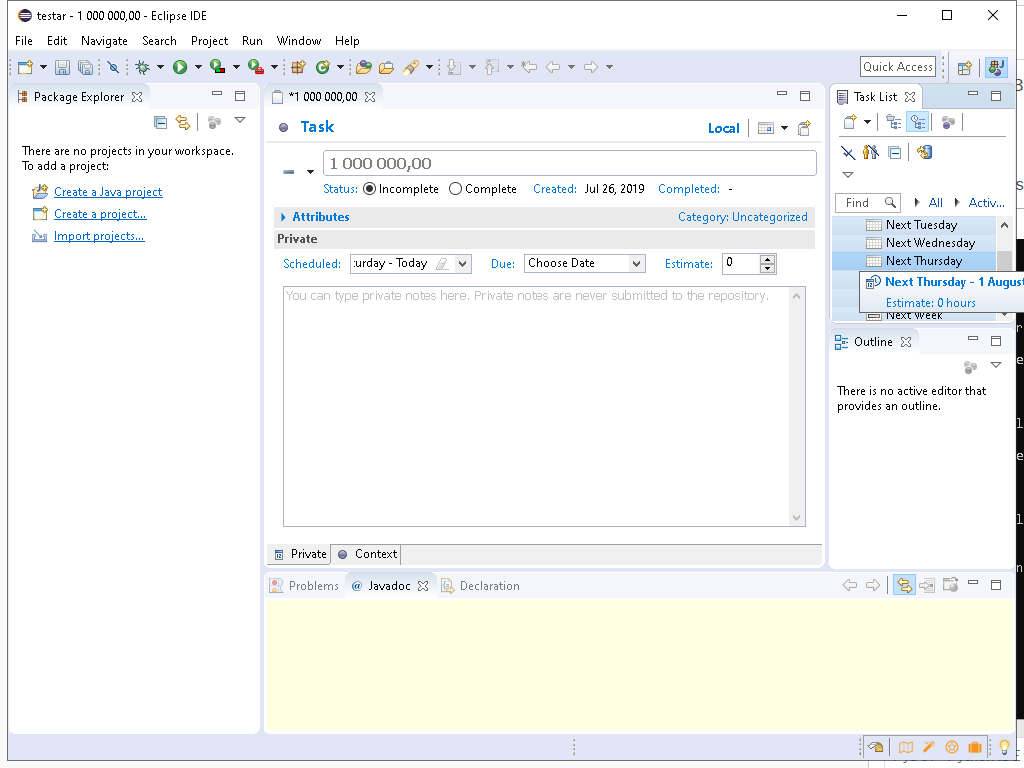 testar - 1 000 000,00 - Eclipse IDE
File Edit Navigate Search Project Run Window Help
Quick Access
Package Explorer
There are no projects in your workspace.
To add a project:
Create a Java project
Create a project...
Import projects...
*1 000 000,00
Task
Local
1 000 000,00
Status: Incomplete Complete Created: Jul 26, 2019 Completed: -
Attributes
Category: Uncategorized
Private
Scheduled: urday - Today Due: Choose Date Estimate: 0
You can type private notes here. Private notes are never submitted to the repository.
Private Context
Problems @ Javadoc Declaration
Task List
Find All Activ...
Next Tuesday
Next Wednesday
Next Thursday
Next Thursday - 1 August
Estimate: 0 hours
Next Week
Outline
There is no active editor that
provides an outline.